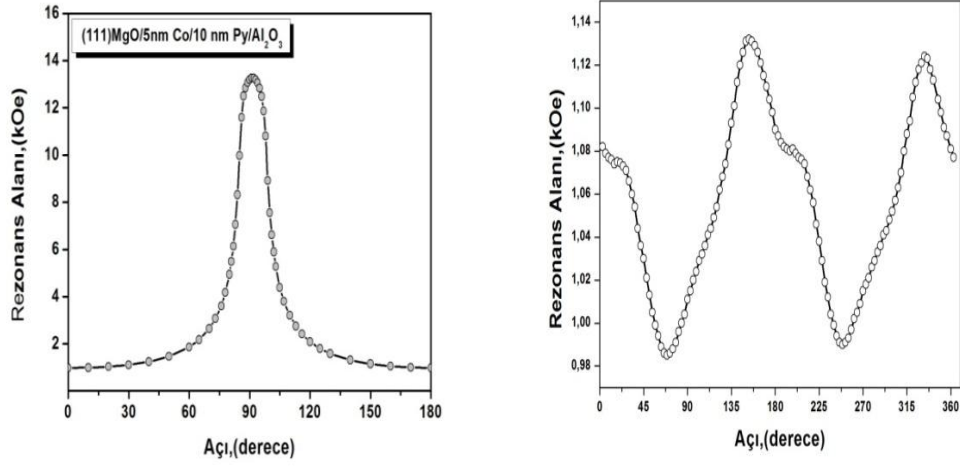 16
14
12
10
8
6
4
2
Rezonans Alanı,(kOe)
(111)MgO/5nm Co/10 nm Py/Al₂O₃
0 30 60 90 120 150 180
Açı,(derece)
1,14
1,12
1,10
1,08
1,06
1,04
1,02
1,00
0,98
Rezonans Alanı,(kOe)
0 45 90 135 180 225 270 315 360
Açı,(derece)